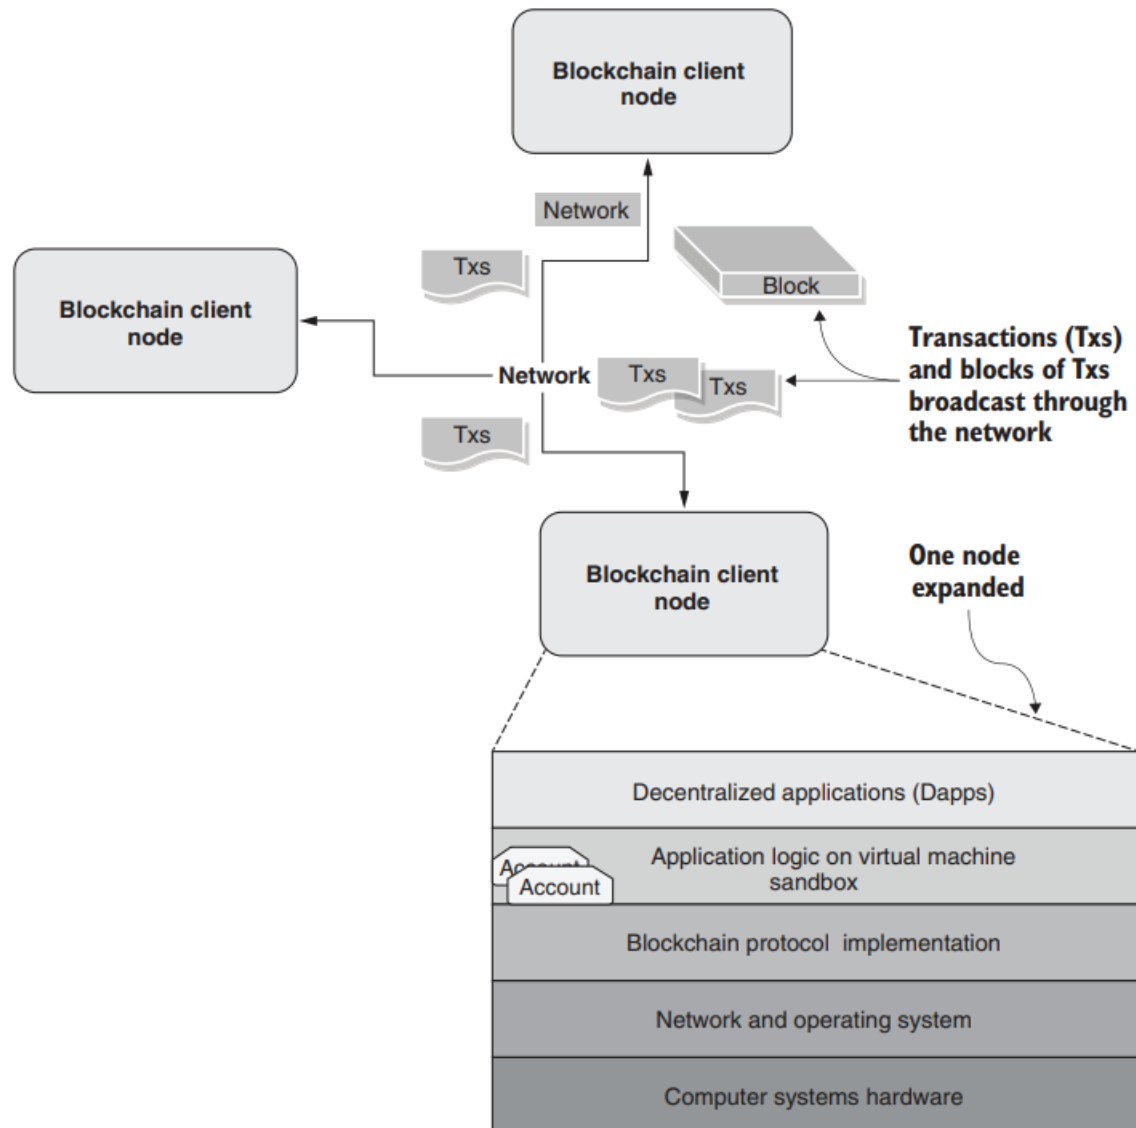 Blockchain client
node
Network
Txs
Block
Blockchain client
node
Transactions (Txs)
and blocks of Txs
broadcast through
the network
Network
Txs
Txs
Txs
One node
expanded
Blockchain client
node
Decentralized applications (Dapps)
Application logic on virtual machine
sandbox
Account
Account
Blockchain protocol implementation
Network and operating system
Computer systems hardware